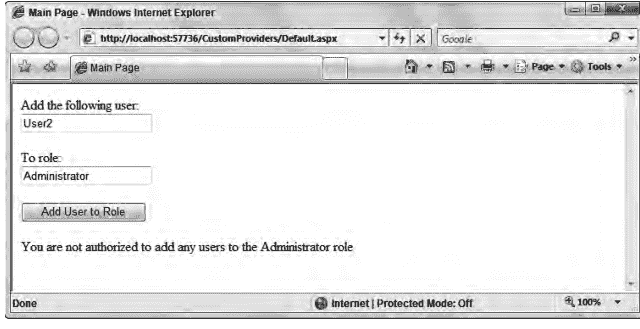 Main Page - Windows Internet Explorer
http://localhost:57736/CustomProviders/Default.aspx
Google
Main Page
Page
Tools
Add the following user:
User2
To role:
Administrator
Add User to Role
You are not authorized to add any users to the Administrator role
Done
Internet | Protected Mode: Off
100%